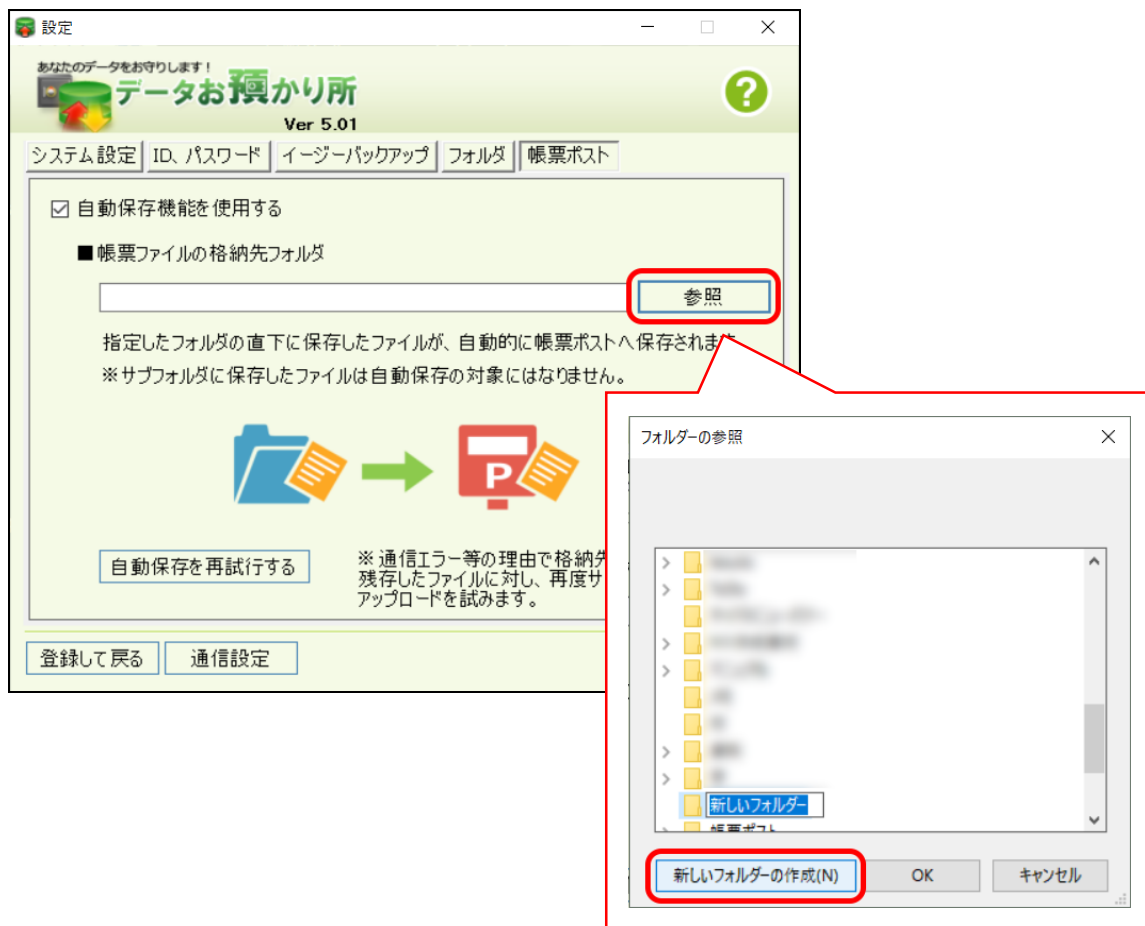 設定
あなたのデータをお守りします!
データお預かり所
Ver 5.01
システム設定 ID、パスワード イージーバックアップ フォルダ 帳票ポスト
自動保存機能を使用する
■帳票ファイルの格納先フォルダ
参照
指定したフォルダの直下に保存したファイルが、自動的に帳票ポストへ保存されます
※サブフォルダに保存したファイルは自動保存の対象にはなりません。
P
自動保存を再試行する
※通信エラー等の理由で格納先
残存したファイルに対し、再度サ
アップロードを試みます。
登録して戻る 通信設定
フォルダーの参照
新しいフォルダー
帳票ポスト
新しいフォルダーの作成(N) OK キャンセル